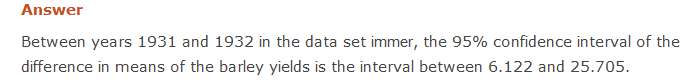 Answer
Between years 1931 and 1932 in the data set immer, the 95% confidence interval of the
difference in means of the barley yields is the interval between 6.122 and 25.705.